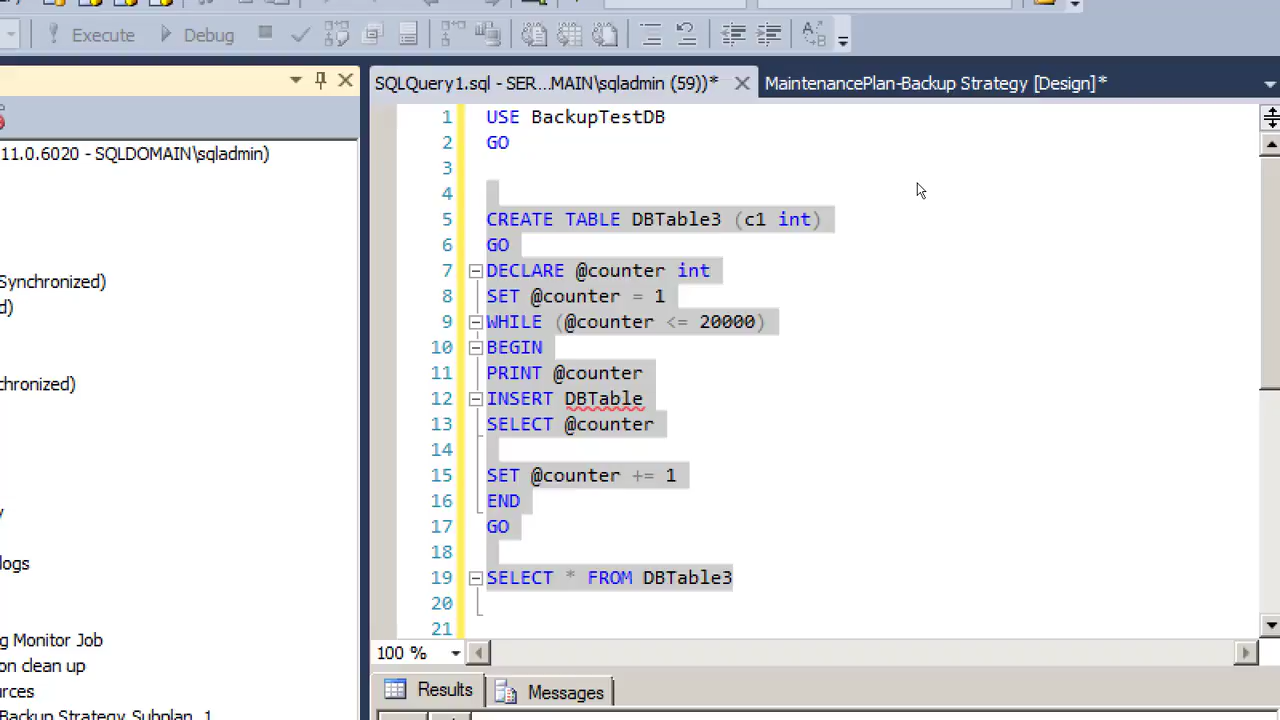 Execute Debug
SQLQuery1.sql - SER...MAIN\sqladmin (59))* MaintenancePlan-Backup Strategy [Design]*
11.0.6020 - SQLDOMAIN\sqladmin)
Synchronized)
d)
chronized)
y
logs
g Monitor Job
on clean up
urces
Backup Strategy.Subplan_1
1 USE BackupTestDB
2 GO
3
4
5 CREATE TABLE DBTable3 (c1 int)
6 GO
7 DECLARE @counter int
8 SET @counter = 1
9 WHILE (@counter <= 20000)
10 BEGIN
11 PRINT @counter
12 INSERT DBTable
13 SELECT @counter
14
15 SET @counter += 1
16 END
17 GO
18
19 SELECT * FROM DBTable3
20
21
100 %
Results Messages